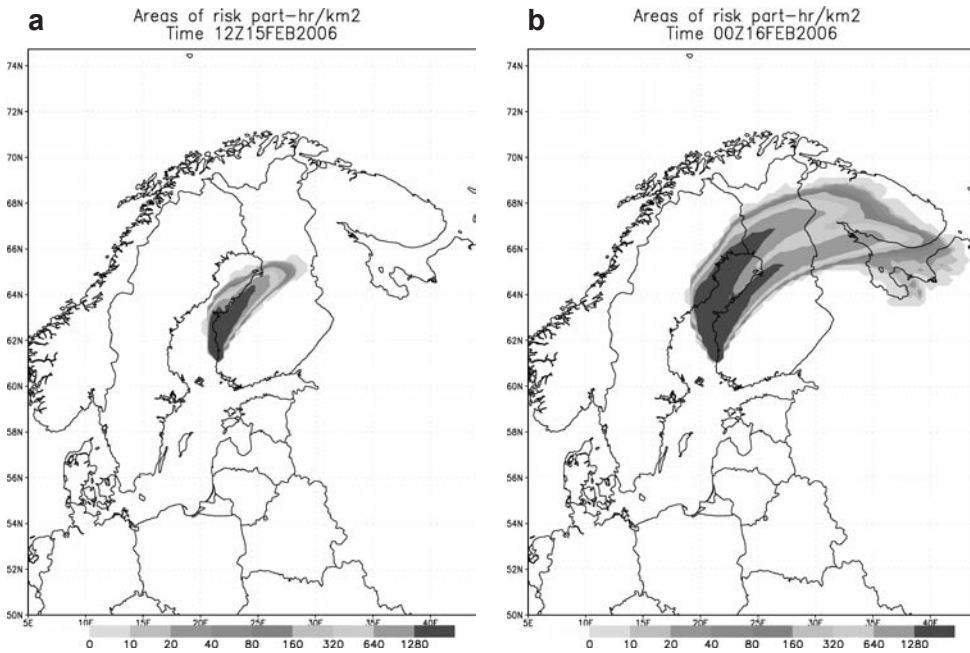 a
Areas of risk part-hr/km2
Time 12Z15FEB2006
74N
72N
70N
68N
66N
64N
62N
60N
58N
56N
54N
52N
50N
5E 10E 15E 20E 25E 30E 35E 40E
0 10 20 40 80 160 320 640 1280
b
Areas of risk part-hr/km2
Time 00Z16FEB2006
74N
72N
70N
68N
66N
64N
62N
60N
58N
56N
54N
52N
50N
5E 10E 15E 20E 25E 30E 35E 40E
0 10 20 40 80 160 320 640 1280